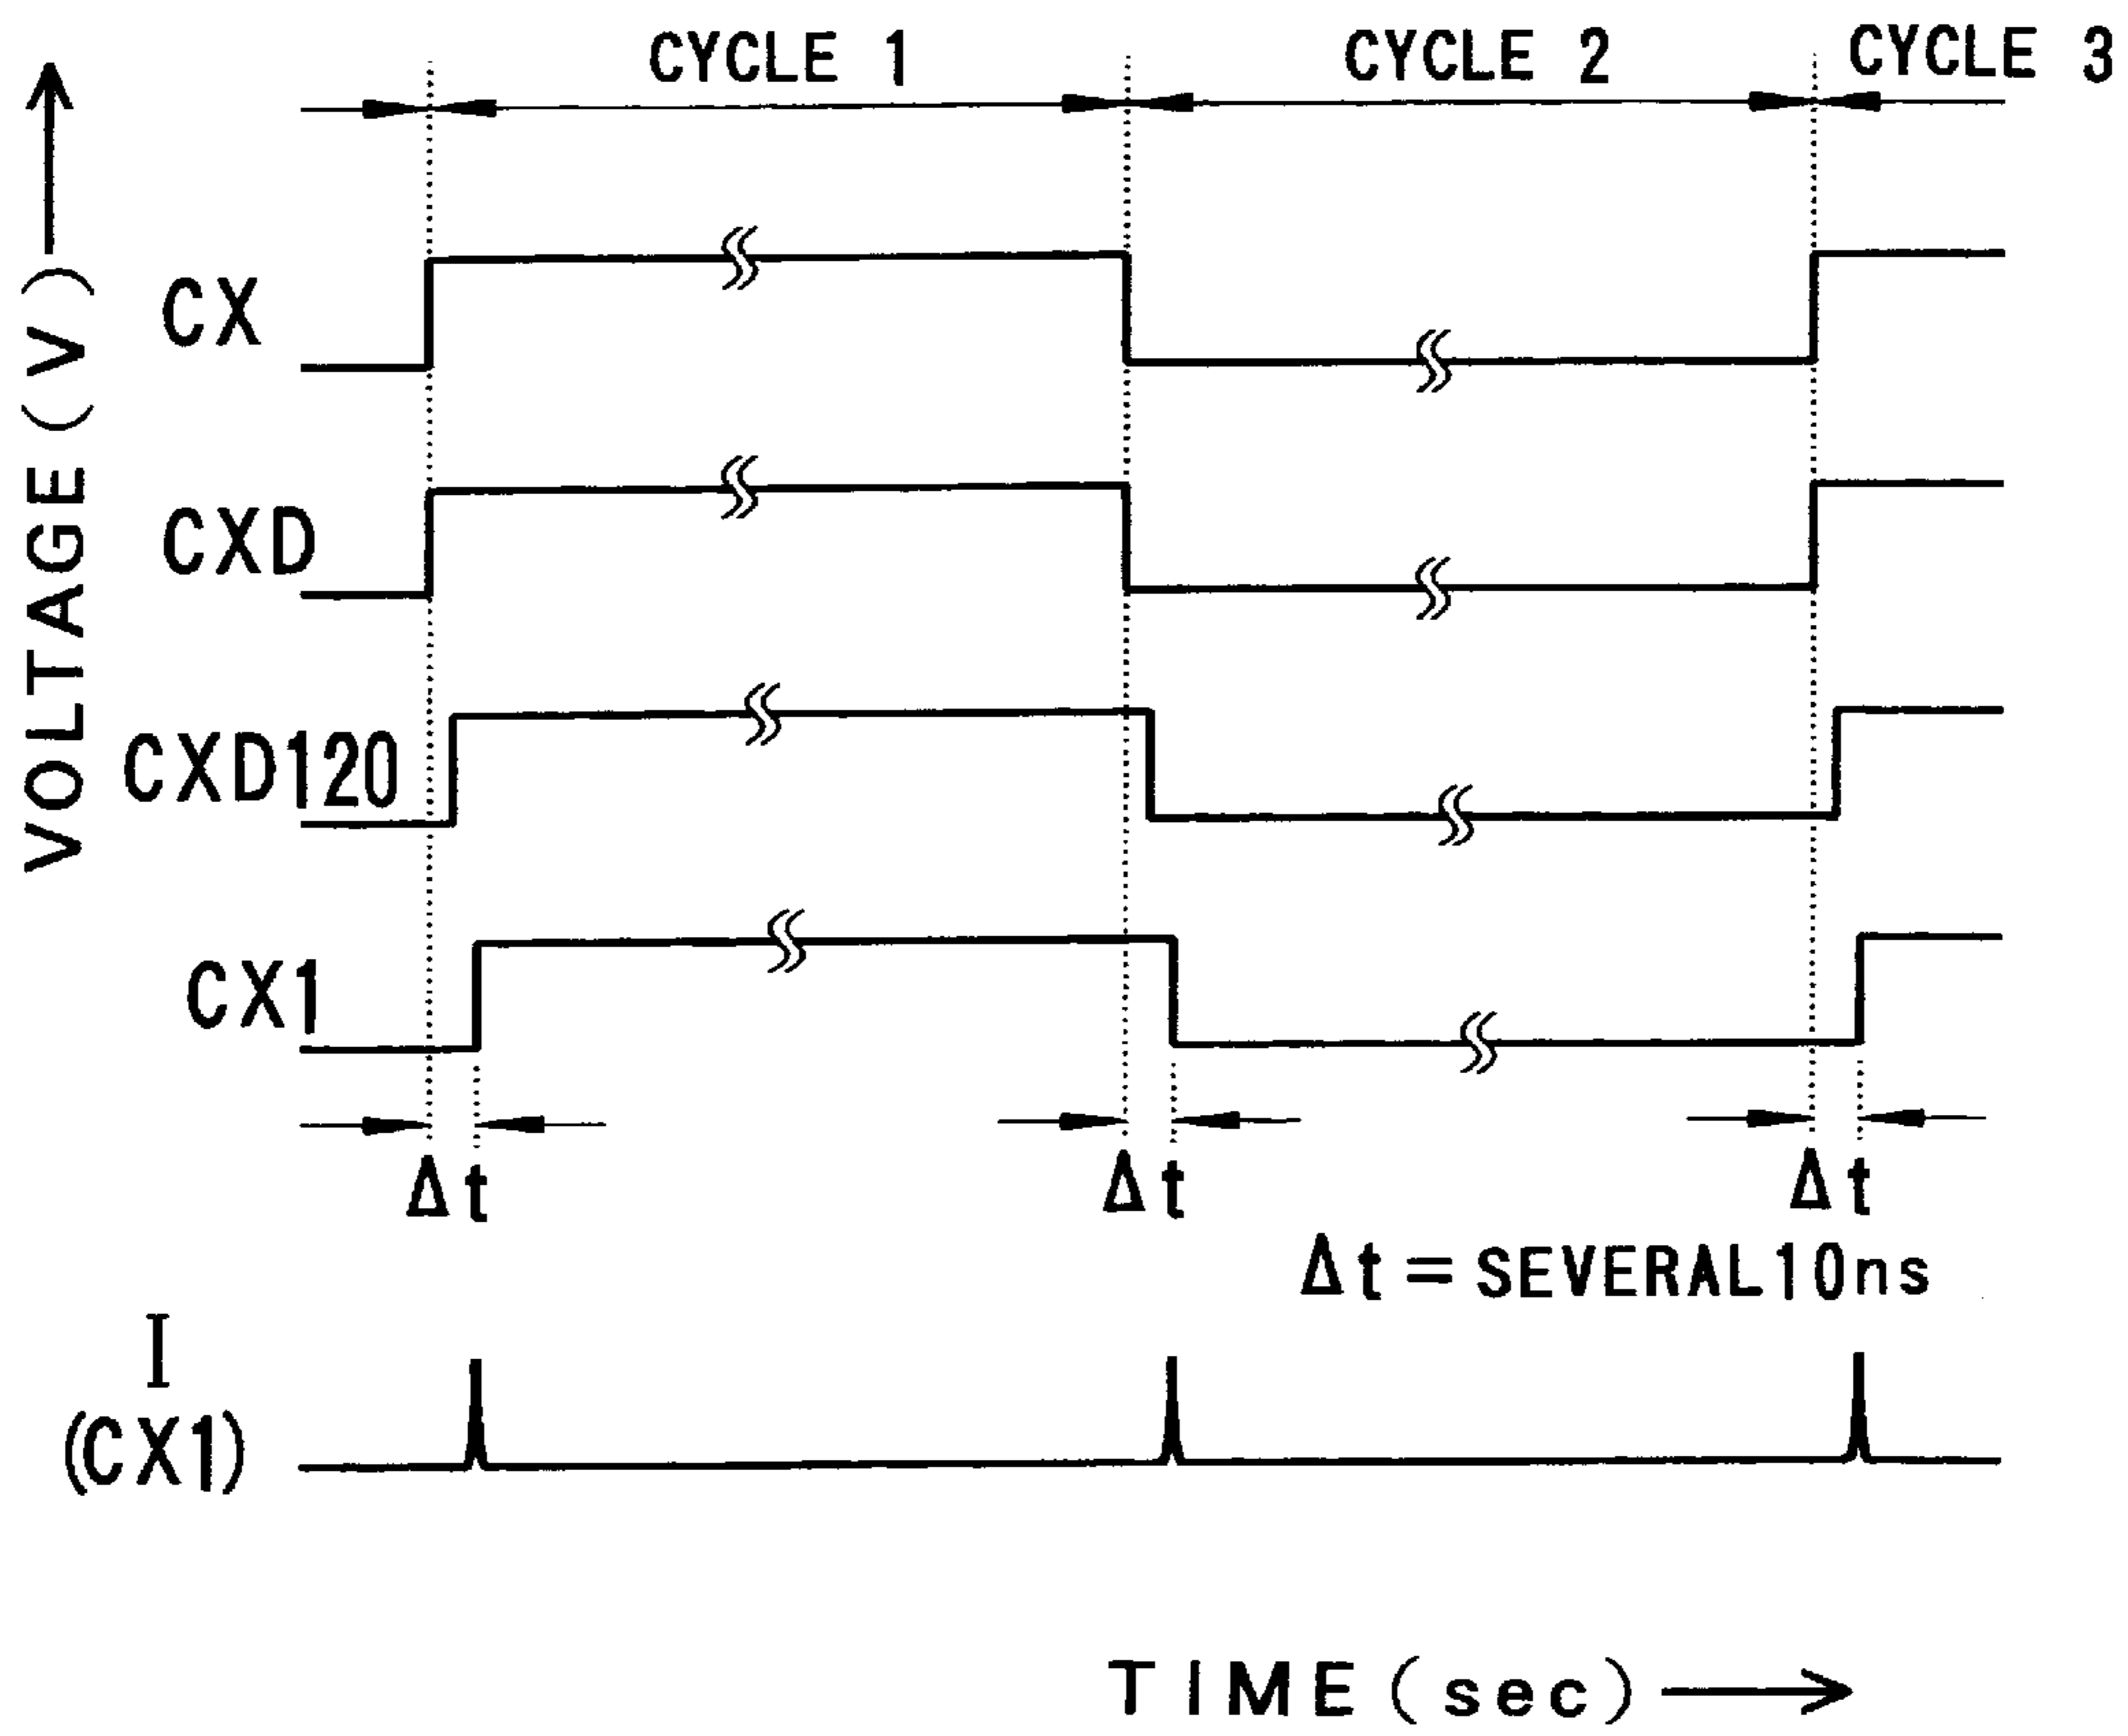 CYCLE 1 CYCLE 2 CYCLE 3
VOLTAGE(V)
CX
CXD
CXD120
CX1
Δt Δt Δt
Δt=SEVERAL10ns
I
(CX1)
TIME(sec)